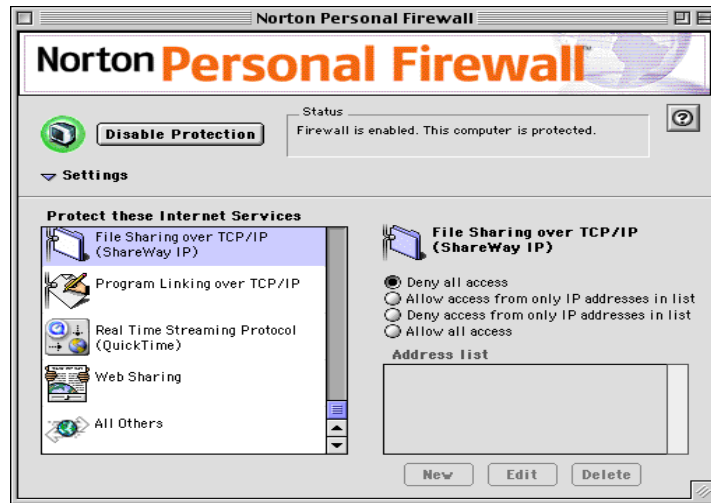 Norton Personal Firewall
Norton Personal Firewall™
Disable Protection
Status
Firewall is enabled. This computer is protected.
?
Settings
Protect these Internet Services
File Sharing over TCP/IP
(ShareWay IP)
Program Linking over TCP/IP
Real Time Streaming Protocol
(QuickTime)
Web Sharing
All Others
File Sharing over TCP/IP
(ShareWay IP)
Deny all access
Allow access from only IP addresses in list
Deny access from only IP addresses in list
Allow all access
Address list
New Edit Delete